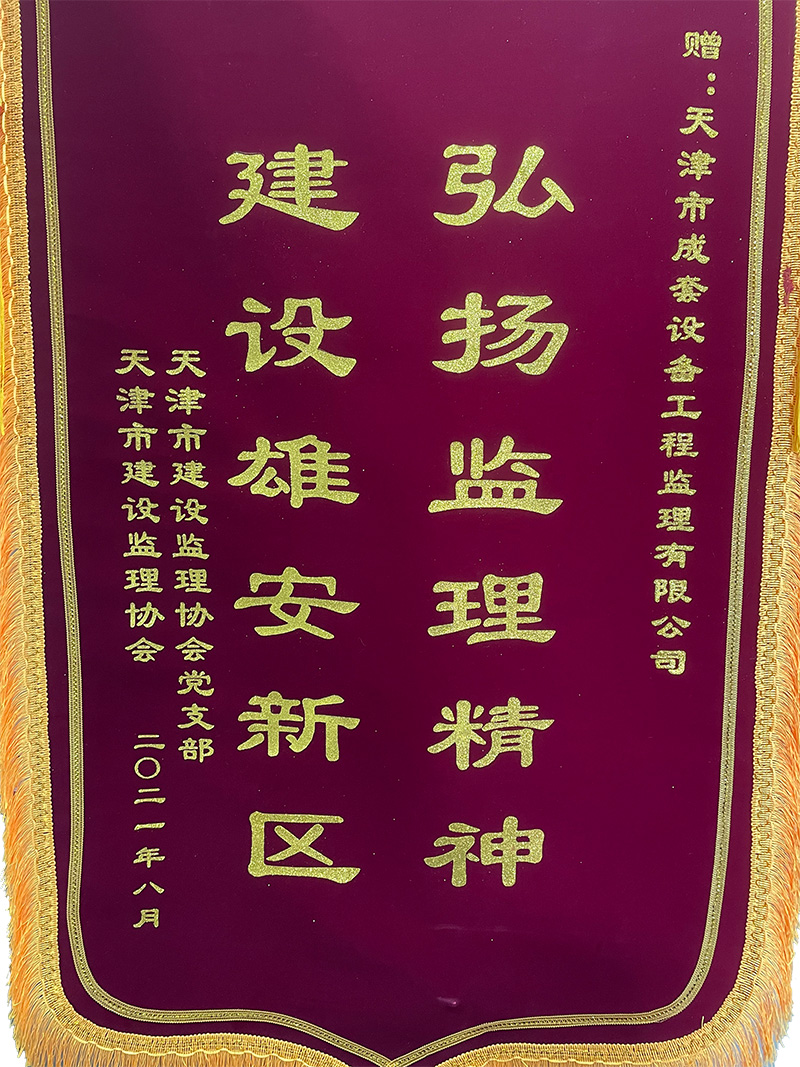 赠：天津市成套设备工程监理有限公司
弘扬监理精神
建设雄安新区
天津市建设监理协会党支部
天津市建设监理协会 二〇二一年八月